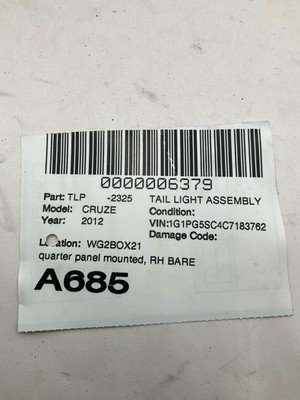 0000006379
Part: TLP -2325 TAIL LIGHT ASSEMBLY
Model: CRUZE Condition:
Year: 2012 VIN:1G1PG5SC4C7183762
Damage Code:
Location: WG2BOX21
quarter panel mounted, RH BARE
A685